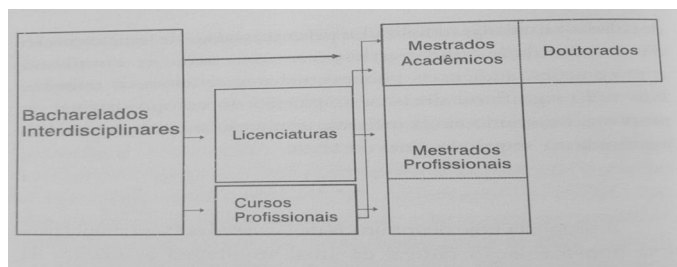 Bacharelados
Interdisciplinares
Licenciaturas
Cursos
Profissionais
Mestrados
Acadêmicos
Doutorados
Mestrados
Profissionais